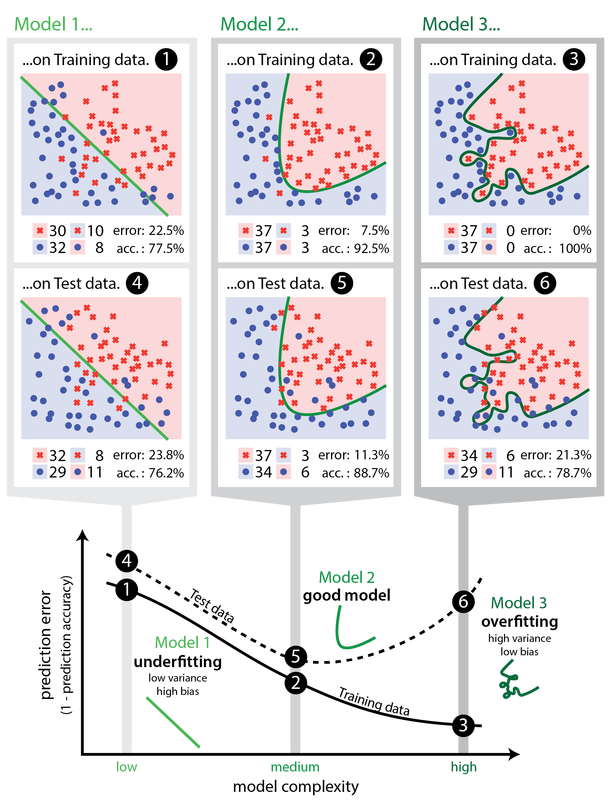 Model 1...
Model 2...
Model 3...
...on Training data. 1
...on Training data. 2
...on Training data. 3
30 10 error: 22.5%
32 8 acc.: 77.5%
37 3 error: 7.5%
37 3 acc.: 92.5%
37 0 error: 0%
37 0 acc.: 100%
...on Test data. 4
...on Test data. 5
...on Test data. 6
32 8 error: 23.8%
29 11 acc.: 76.2%
37 3 error: 11.3%
34 6 acc.: 88.7%
34 6 error: 21.3%
29 11 acc.: 78.7%
prediction error
(1 - prediction accuracy)
4
1
Test data
Model 1
underfitting
low variance
high bias
Model 2
good model
5
2
Training data
6
3
Model 3
overfitting
high variance
low bias
low
medium
high
model complexity